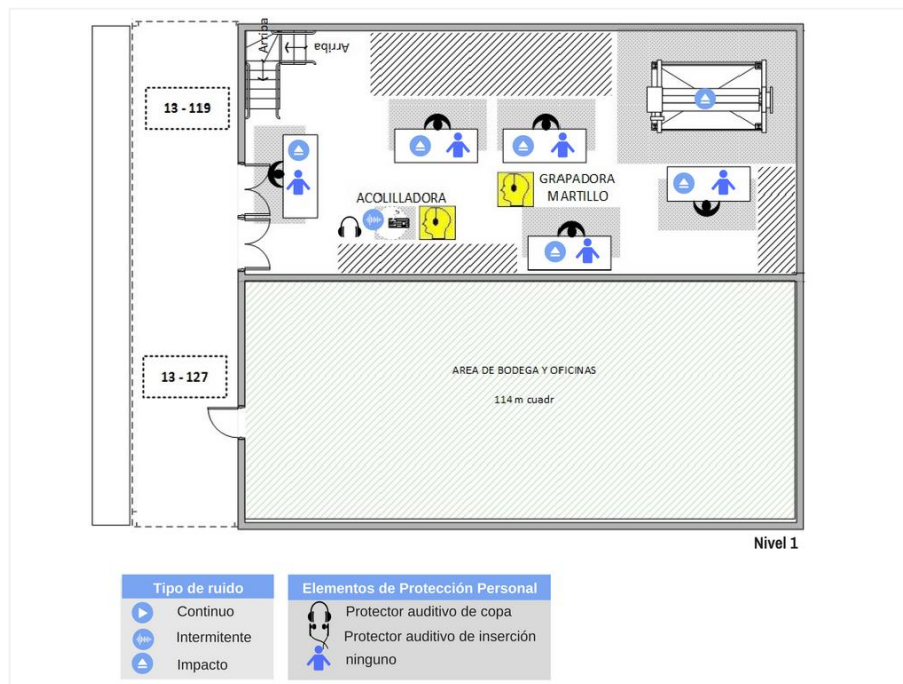 Arriba
Arriba
13 - 119
GRAPADORA
MARTILLO
ACOLILLADORA
13 - 127
AREA DE BODEGA Y OFICINAS
114 m cuadr
Nivel 1
Tipo de ruido
Continuo
Intermitente
Impacto
Elementos de Protección Personal
Protector auditivo de copa
Protector auditivo de inserción
ninguno